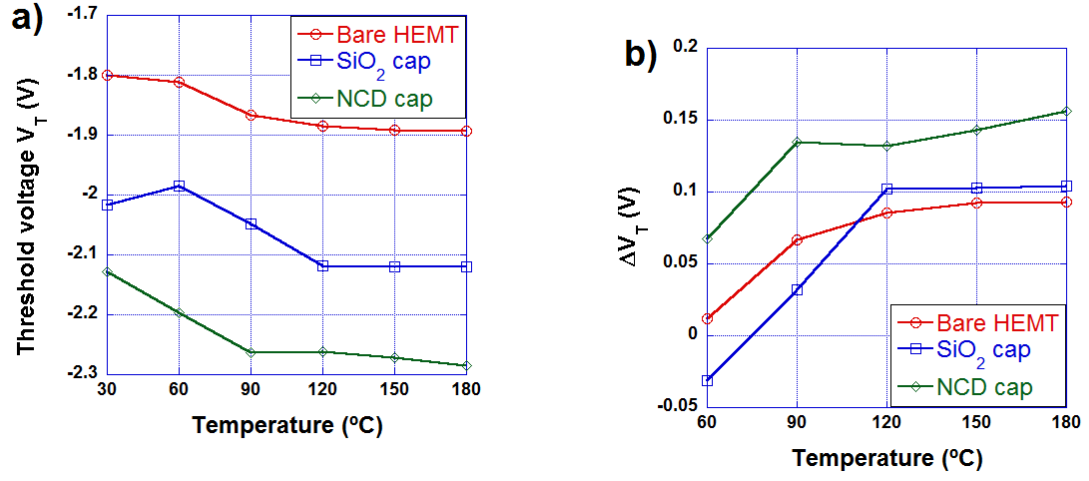 a)
Threshold voltage V_T (V)
-1.7
-1.8
-1.9
-2
-2.1
-2.2
-2.3
Bare HEMT
SiO₂ cap
NCD cap
30 60 90 120 150 180
Temperature (ºC)
b)
ΔV_T (V)
0.2
0.15
0.1
0.05
0
-0.05
Bare HEMT
SiO₂ cap
NCD cap
60 90 120 150 180
Temperature (ºC)